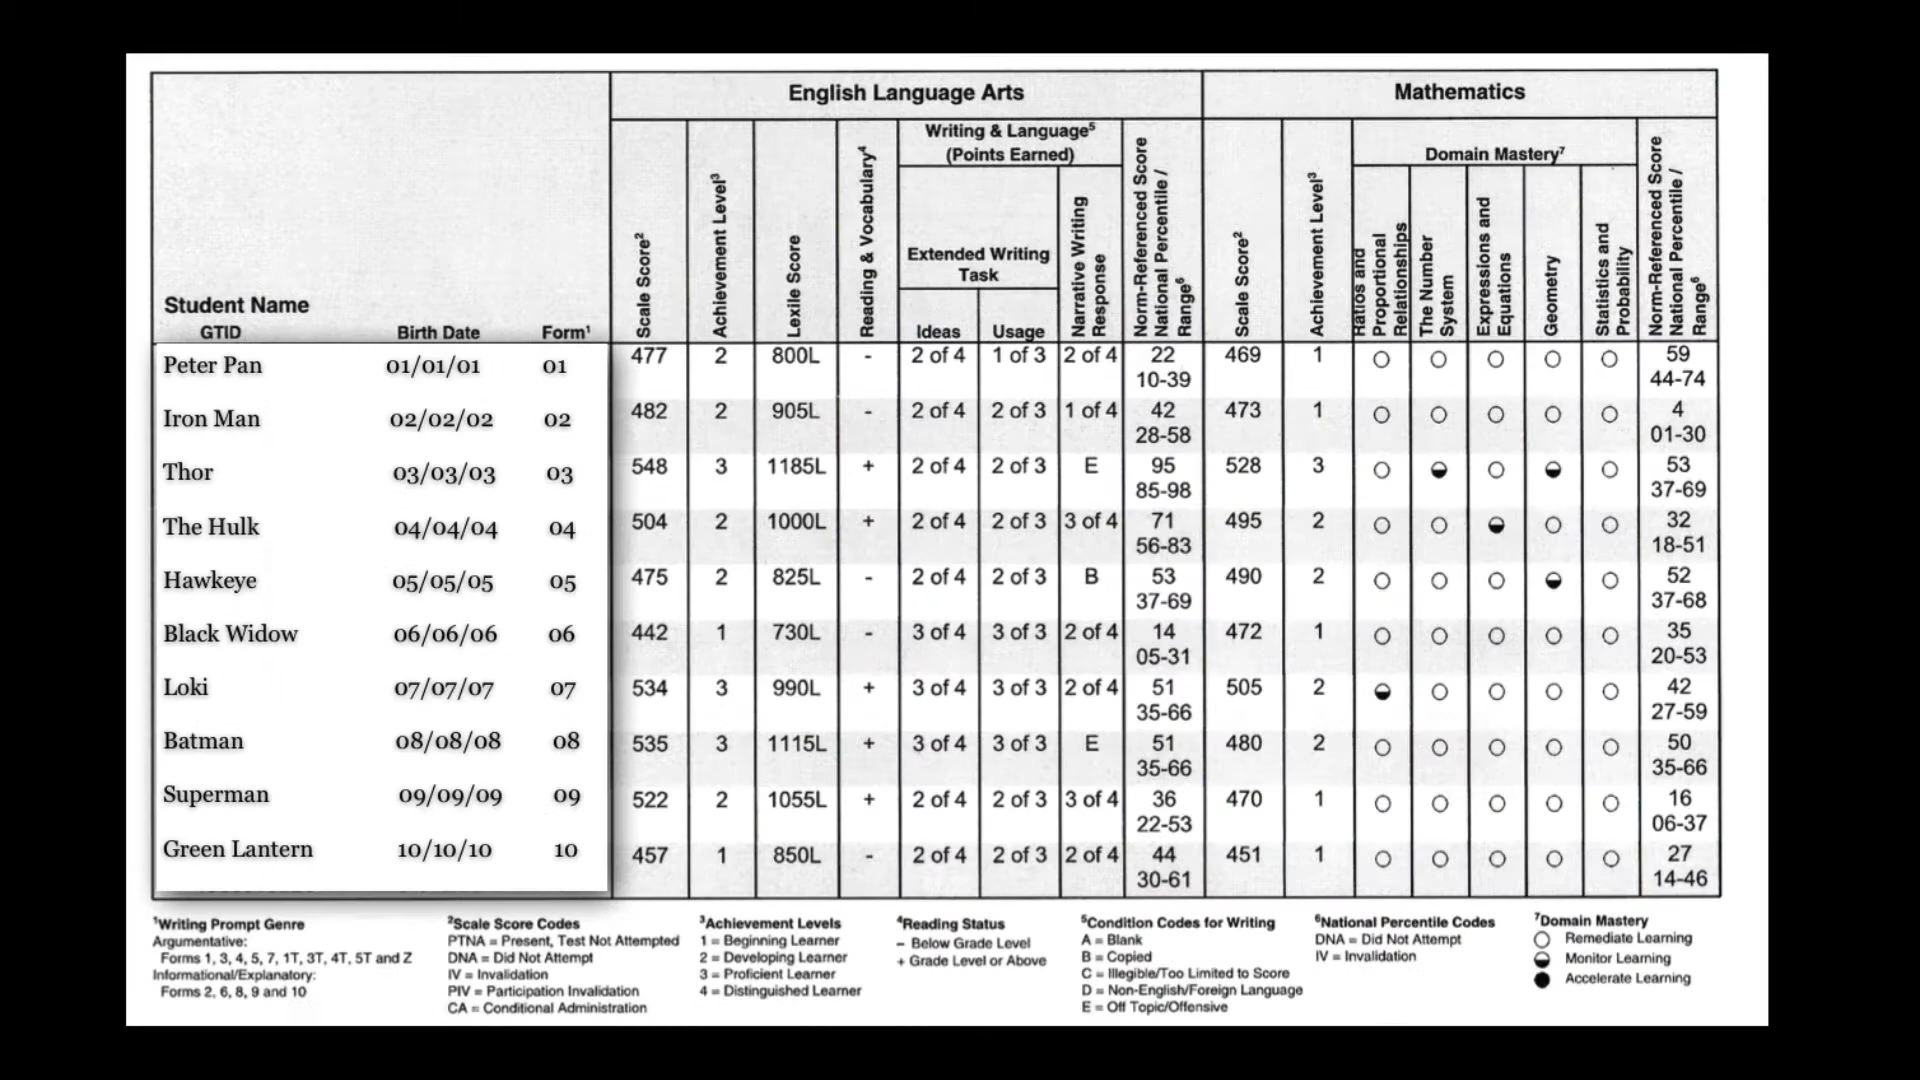 English Language Arts
Mathematics
Writing & Language⁵
(Points Earned)
Domain Mastery⁷
Extended Writing
Task
Scale Score²
Achievement Level³
Lexile Score
Reading & Vocabulary⁴
Ideas
Usage
Narrative Writing
Response
Norm-Referenced Score
National Percentile /
Range⁶
Scale Score²
Achievement Level³
Ratios and
Proportional
Relationships
The Number
System
Expressions and
Equations
Geometry
Statistics and
Probability
Norm-Referenced Score
National Percentile /
Range⁶
Student Name
GTID Birth Date Form¹
Peter Pan 01/01/01 01 477 2 800L - 2 of 4 1 of 3 2 of 4 22 469 1 59
10-39 44-74
Iron Man 02/02/02 02 482 2 905L - 2 of 4 2 of 3 1 of 4 42 473 1 4
28-58 01-30
Thor 03/03/03 03 548 3 1185L + 2 of 4 2 of 3 E 95 528 3 53
85-98 37-69
The Hulk 04/04/04 04 504 2 1000L + 2 of 4 2 of 3 3 of 4 71 495 2 32
56-83 18-51
Hawkeye 05/05/05 05 475 2 825L - 2 of 4 2 of 3 B 53 490 2 52
37-69 37-68
Black Widow 06/06/06 06 442 1 730L - 3 of 4 3 of 3 2 of 4 14 472 1 35
05-31 20-53
Loki 07/07/07 07 534 3 990L + 3 of 4 3 of 3 2 of 4 51 505 2 42
35-66 27-59
Batman 08/08/08 08 535 3 1115L + 3 of 4 3 of 3 E 51 480 2 50
35-66 35-66
Superman 09/09/09 09 522 2 1055L + 2 of 4 2 of 3 3 of 4 36 470 1 16
22-53 06-37
Green Lantern 10/10/10 10 457 1 850L - 2 of 4 2 of 3 2 of 4 44 451 1 27
30-61 14-46
¹Writing Prompt Genre
Argumentative:
Forms 1, 3, 4, 5, 7, 1T, 3T, 4T, 5T and Z
Informational/Explanatory:
Forms 2, 6, 8, 9 and 10
²Scale Score Codes
PTNA = Present, Test Not Attempted
DNA = Did Not Attempt
IV = Invalidation
PIV = Participation Invalidation
CA = Conditional Administration
³Achievement Levels
1 = Beginning Learner
2 = Developing Learner
3 = Proficient Learner
4 = Distinguished Learner
⁴Reading Status
– Below Grade Level
+ Grade Level or Above
⁵Condition Codes for Writing
A = Blank
B = Copied
C = Illegible/Too Limited to Score
D = Non-English/Foreign Language
E = Off Topic/Offensive
⁶National Percentile Codes
DNA = Did Not Attempt
IV = Invalidation
⁷Domain Mastery
Remediate Learning
Monitor Learning
Accelerate Learning